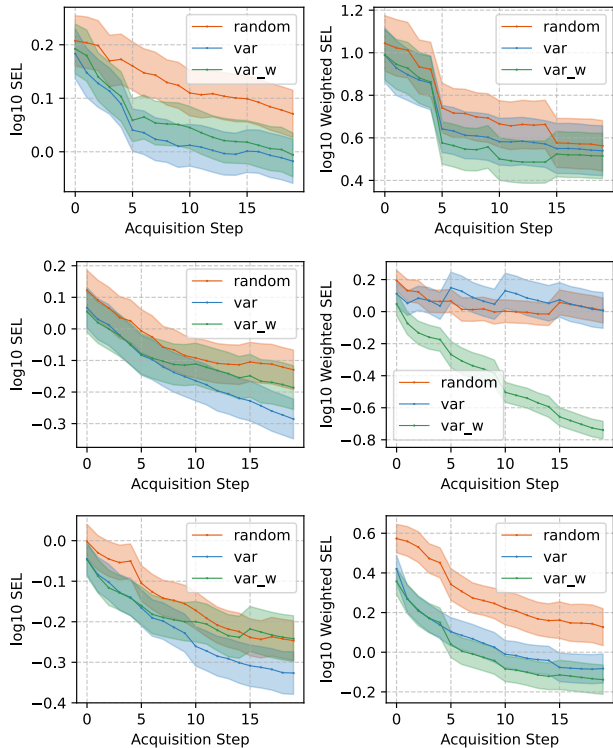 log10 SEL
0.2
0.1
0.0
random
var
var_w
0
5
10
15
Acquisition Step
log10 Weighted SEL
1.2
1.0
0.8
0.6
0.4
random
var
var_w
0
5
10
15
Acquisition Step
log10 SEL
0.2
0.1
0.0
−0.1
−0.2
−0.3
random
var
var_w
0
5
10
15
Acquisition Step
log10 Weighted SEL
0.4
0.2
0.0
−0.2
−0.4
−0.6
−0.8
random
var
var_w
0
5
10
15
Acquisition Step
log10 SEL
0.0
−0.1
−0.2
−0.3
−0.4
random
var
var_w
0
5
10
15
Acquisition Step
log10 Weighted SEL
0.6
0.4
0.2
0.0
−0.2
random
var
var_w
0
5
10
15
Acquisition Step